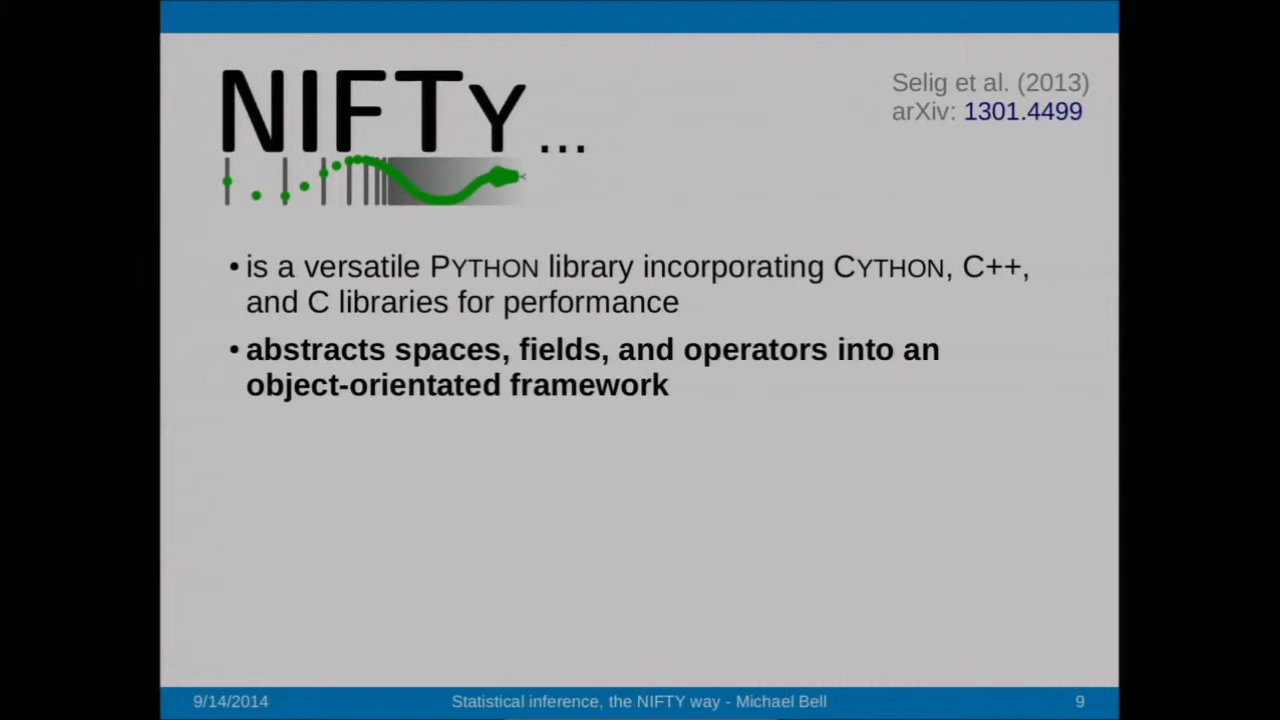 NIFTY...
Selig et al. (2013)
arXiv: 1301.4499
• is a versatile PYTHON library incorporating CYTHON, C++,
and C libraries for performance
• abstracts spaces, fields, and operators into an
object-orientated framework
9/14/2014
Statistical inference, the NIFTY way - Michael Bell
9